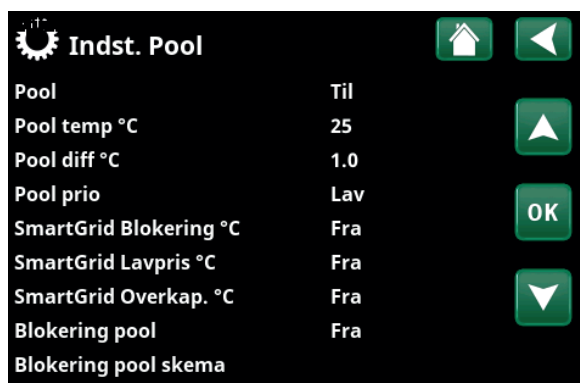 Indst. Pool
Pool Til
Pool temp °C 25
Pool diff °C 1.0
Pool prio Lav
SmartGrid Blokering °C Fra
SmartGrid Lavpris °C Fra
SmartGrid Overkap. °C Fra
Blokering pool Fra
Blokering pool skema
OK